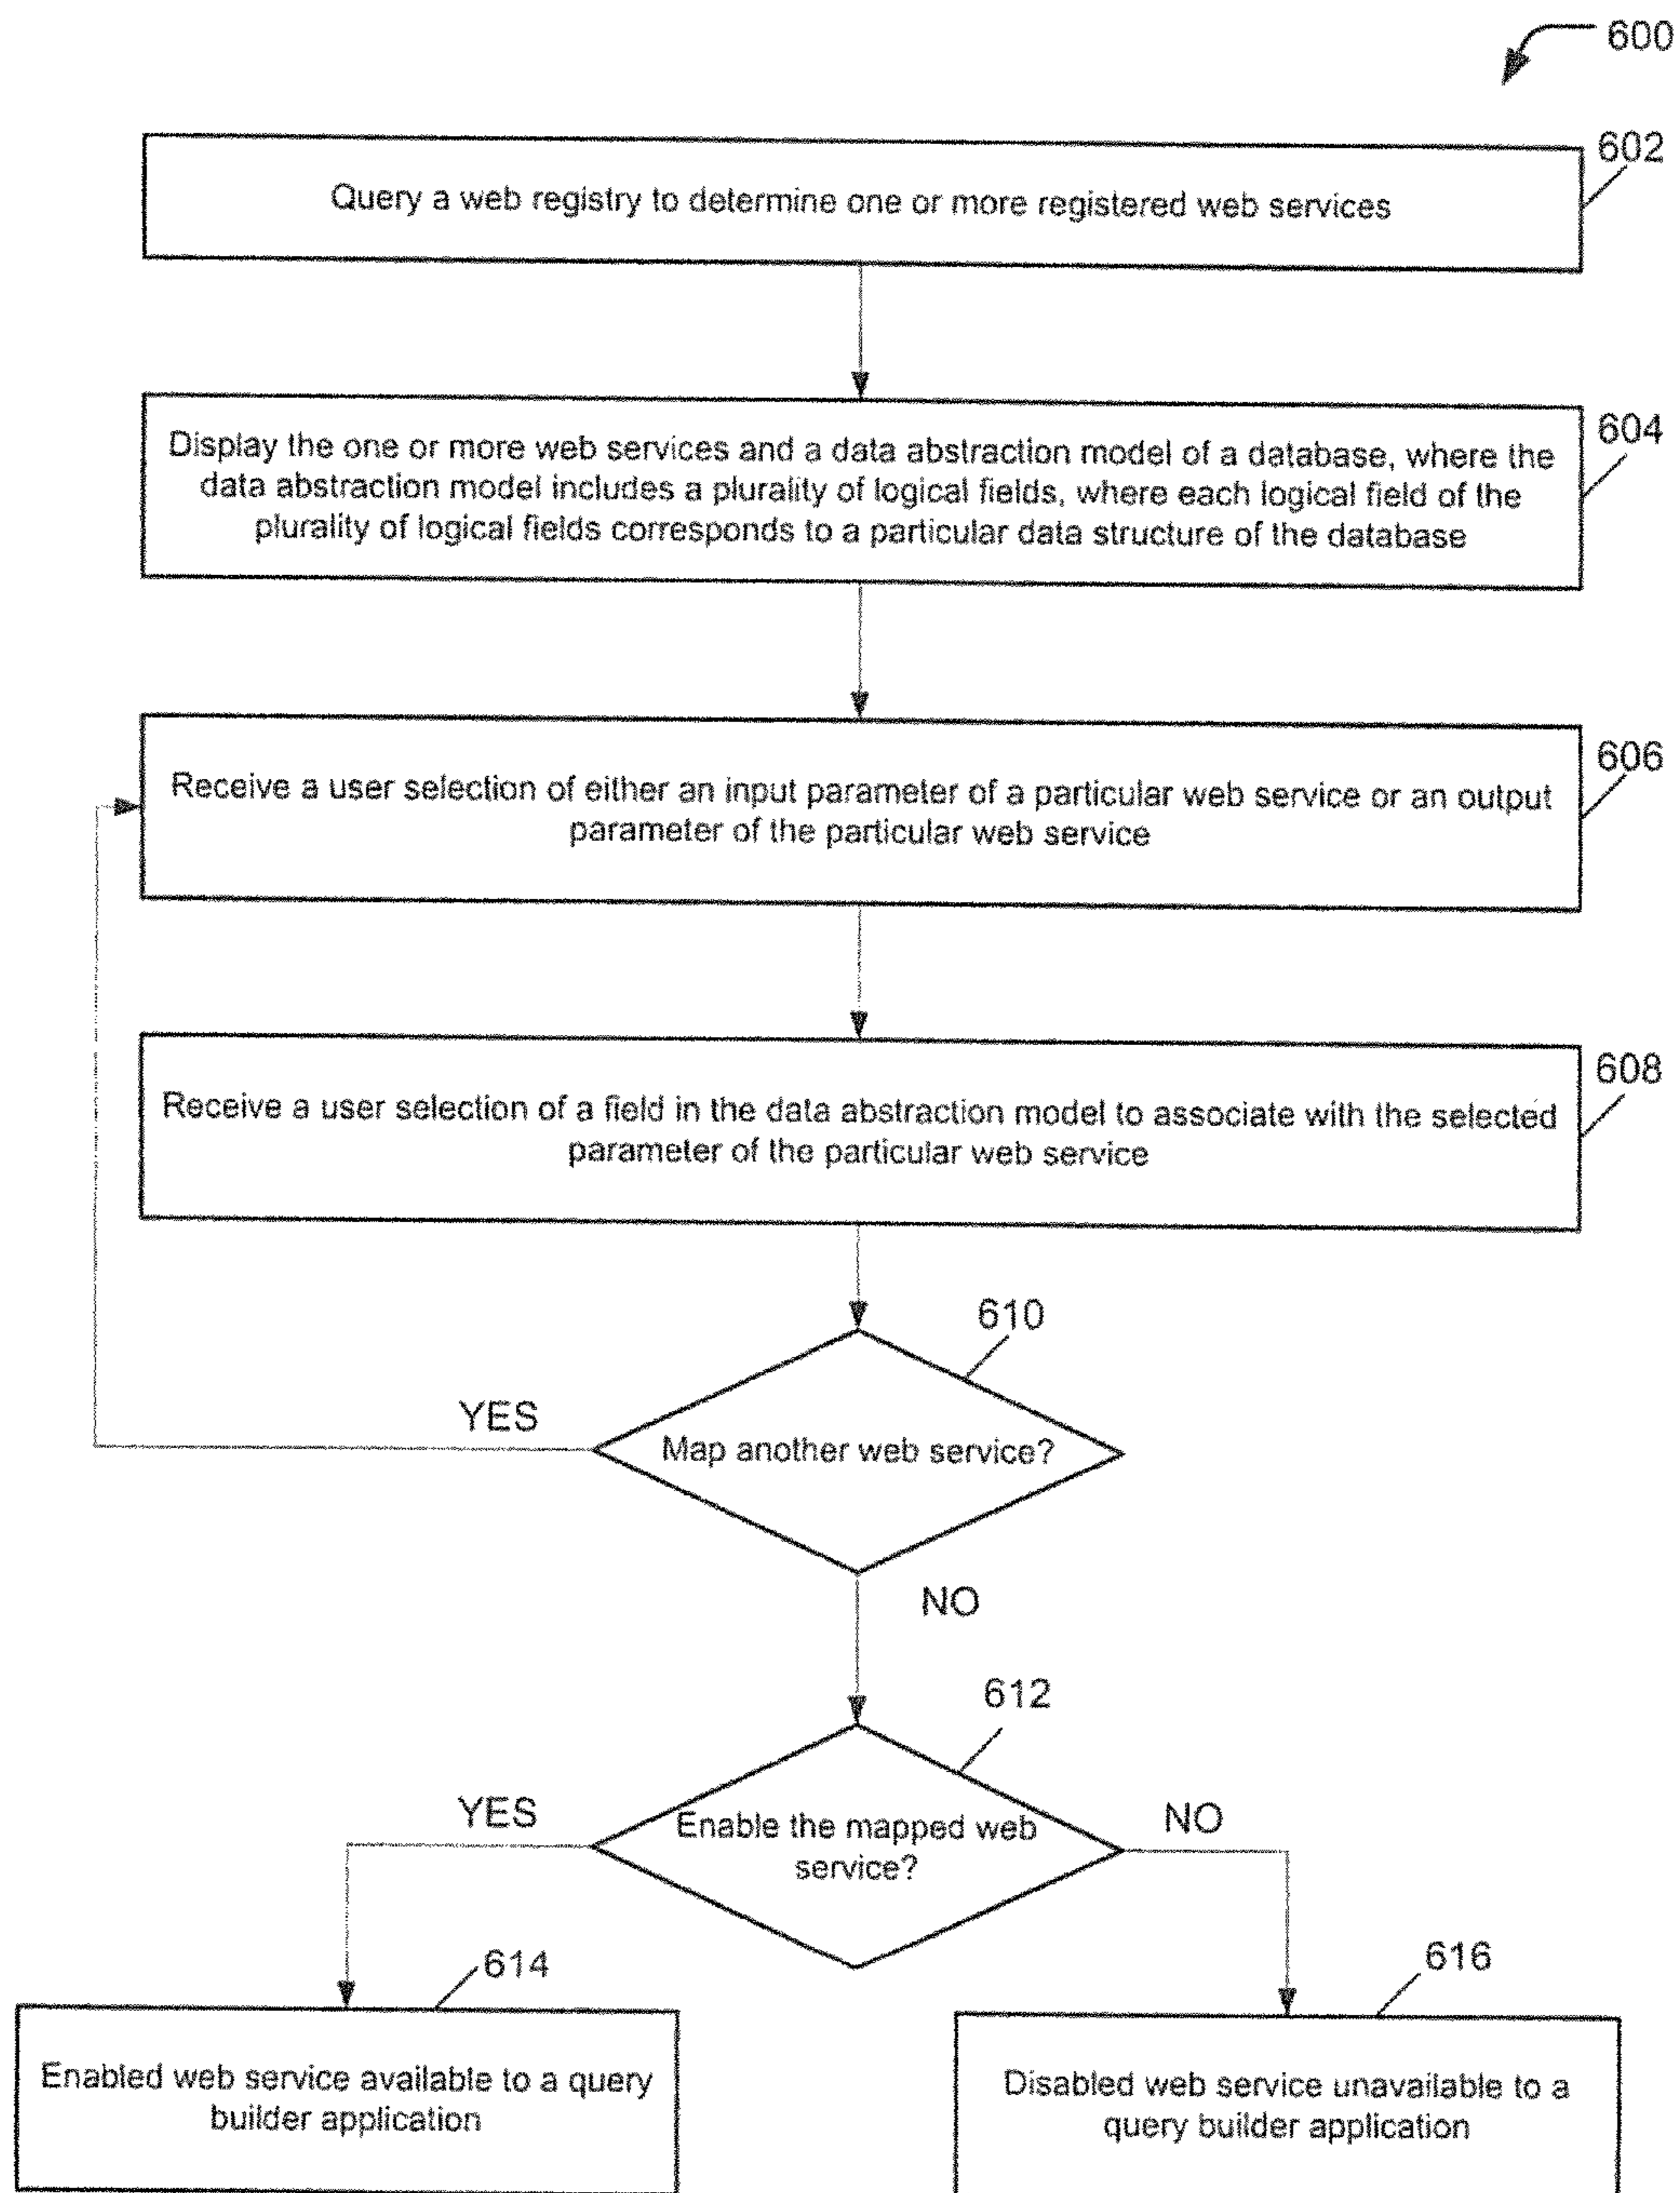 600
602
Query a web registry to determine one or more registered web services
604
Display the one or more web services and a data abstraction model of a database, where the
data abstraction model includes a plurality of logical fields, where each logical field of the
plurality of logical fields corresponds to a particular data structure of the database
606
Receive a user selection of either an input parameter of a particular web service or an output
parameter of the particular web service
608
Receive a user selection of a field in the data abstraction model to associate with the selected
parameter of the particular web service
610
YES
Map another web service?
NO
612
YES
Enable the mapped web
service?
NO
614
616
Enabled web service available to a query
builder application
Disabled web service unavailable to a
query builder application